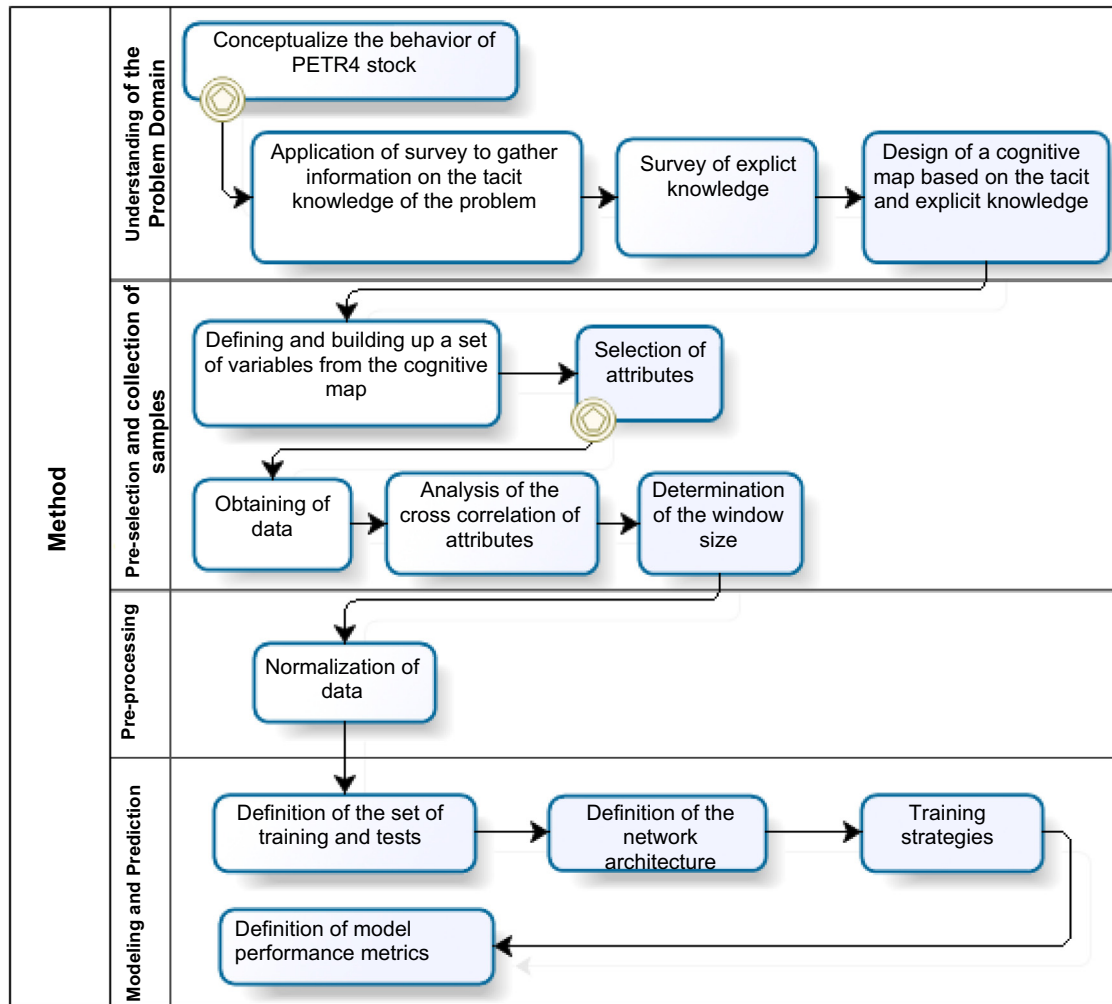 Method
Understanding of the
Problem Domain
Conceptualize the behavior of
PETR4 stock
Application of survey to gather
information on the tacit
knowledge of the problem
Survey of explict
knowledge
Design of a cognitive
map based on the tacit
and explicit knowledge
Pre-selection and collection of
samples
Defining and building up a set
of variables from the cognitive
map
Selection of
attributes
Obtaining of
data
Analysis of the
cross correlation of
attributes
Determination
of the window
size
Pre-processing
Normalization of
data
Modeling and Prediction
Definition of the set of
training and tests
Definition of the
network
architecture
Training
strategies
Definition of model
performance metrics